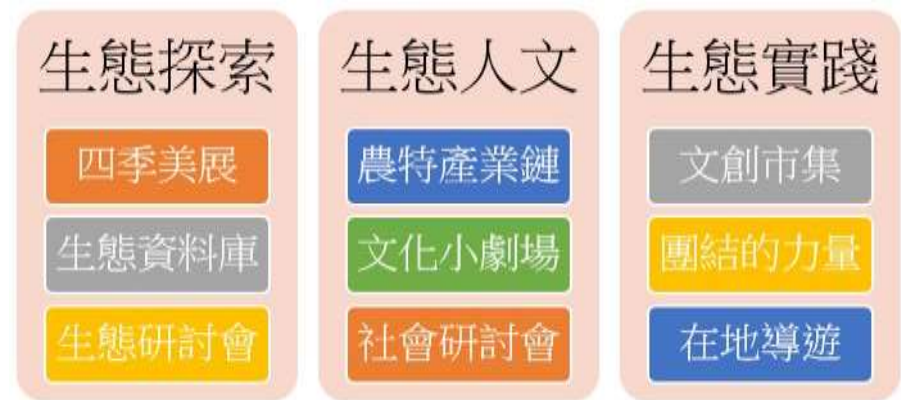 生態探索
四季美展
生態資料庫
生態研討會
生態人文
農特產業鏈
文化小劇場
社會研討會
生態實踐
文創市集
團結的力量
在地導遊